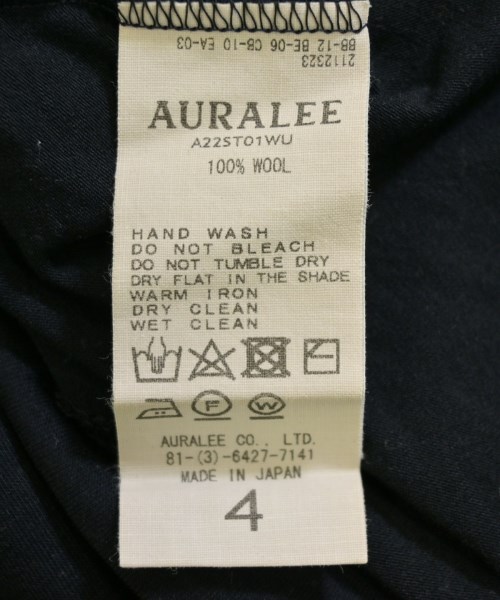 BB-12 BE-06 CB-10 EA-03
2112323
AURALEE
A22ST01WU
100% WOOL
HAND WASH
DO NOT BLEACH
DO NOT TUMBLE DRY
DRY FLAT IN THE SHADE
WARM IRON
DRY CLEAN
WET CLEAN
F W
AURALEE CO., LTD.
81-(3)-6427-7141
MADE IN JAPAN
4